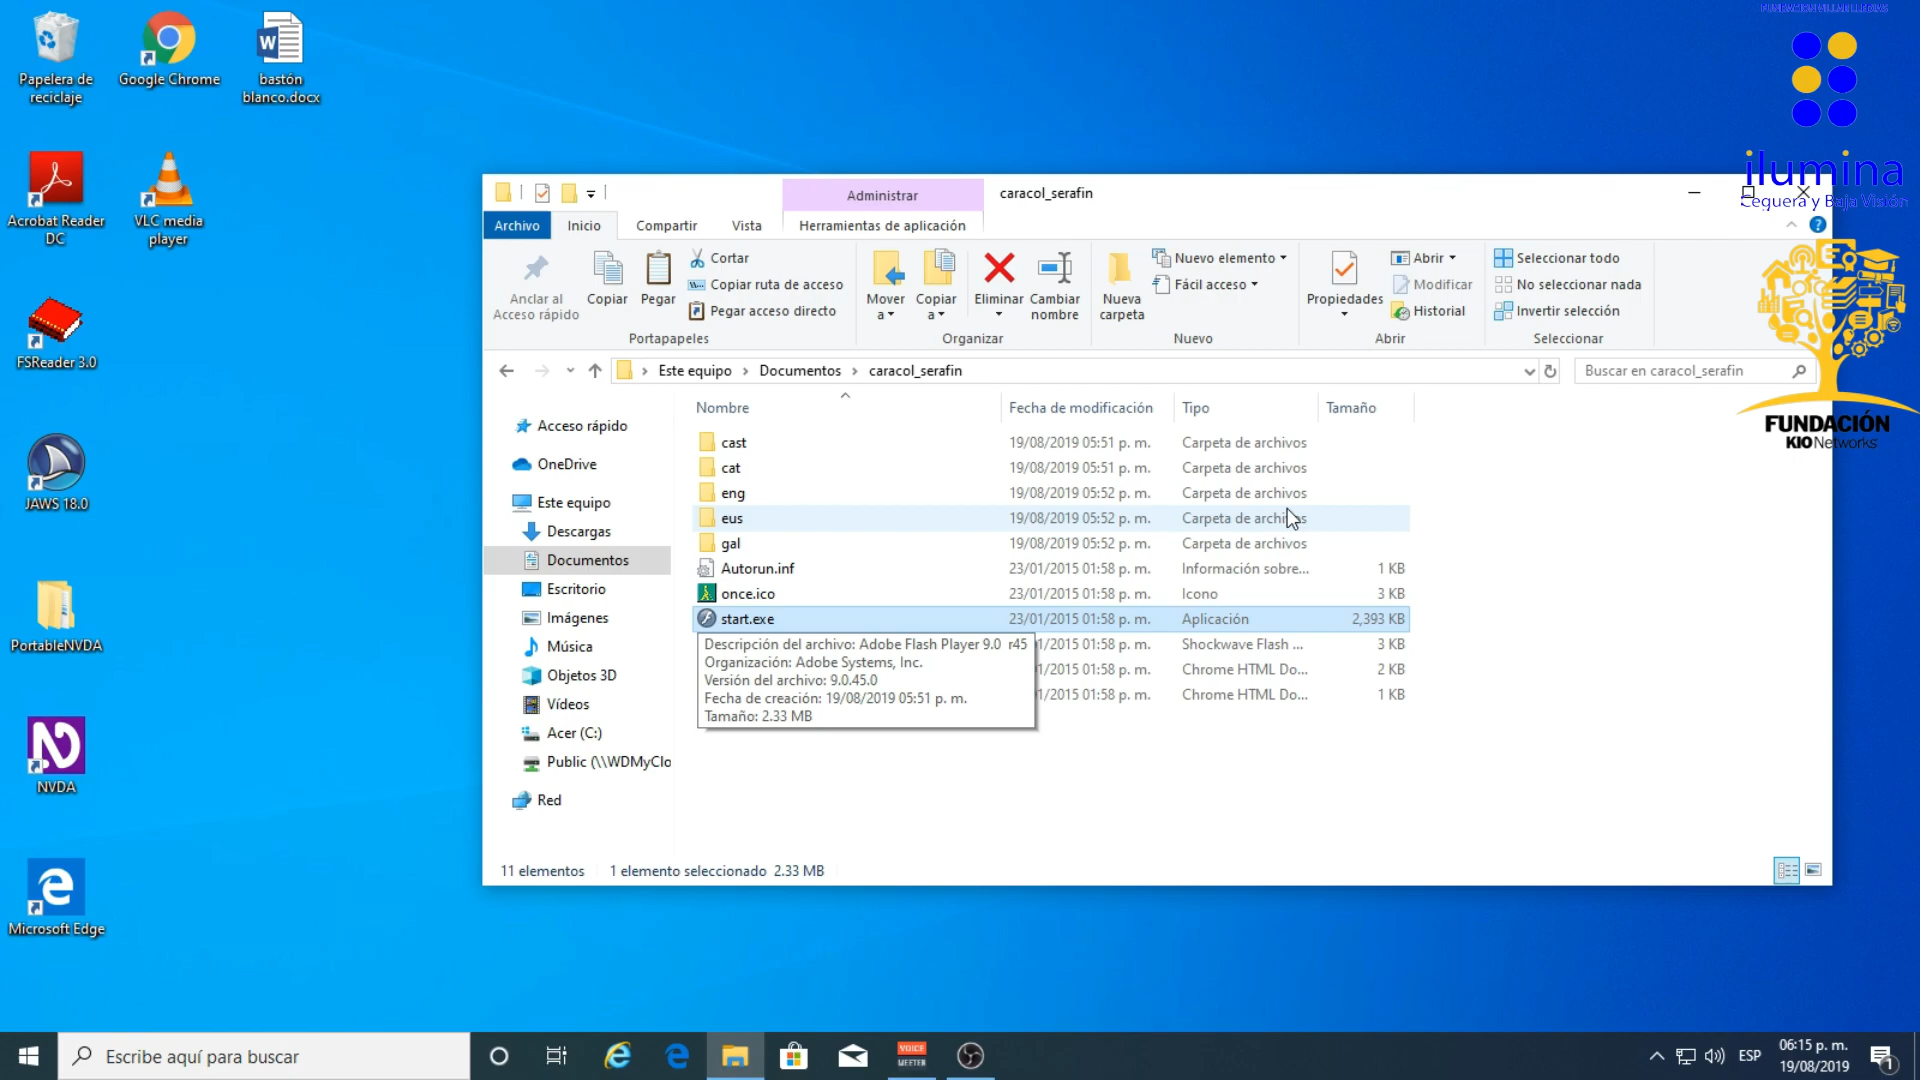 Papelera de
reciclaje
Google Chrome
bastón
blanco.docx
Acrobat Reader
DC
VLC media
player
FSReader 3.0
JAWS 18.0
PortableNVDA
NVDA
Microsoft Edge
ilumina
Ceguera y Baja Visión
FUNDACIÓN
KIO Networks
Administrar
caracol_serafin
Archivo
Inicio
Compartir
Vista
Herramientas de aplicación
Anclar al
Acceso rápido
Copiar
Pegar
Cortar
Copiar ruta de acceso
Pegar acceso directo
Portapapeles
Mover
a
Copiar
a
Eliminar
Cambiar
nombre
Organizar
Nueva
carpeta
Nuevo elemento
Fácil acceso
Nuevo
Propiedades
Abrir
Modificar
Historial
Abrir
Seleccionar todo
No seleccionar nada
Invertir selección
Seleccionar
Este equipo > Documentos > caracol_serafin
Buscar en caracol_serafin
Acceso rápido
OneDrive
Este equipo
Descargas
Documentos
Escritorio
Imágenes
Música
Objetos 3D
Vídeos
Acer (C:)
Public (\\WDMyClo
Red
Nombre Fecha de modificación Tipo Tamaño
cast 19/08/2019 05:51 p. m. Carpeta de archivos
cat 19/08/2019 05:51 p. m. Carpeta de archivos
eng 19/08/2019 05:52 p. m. Carpeta de archivos
eus 19/08/2019 05:52 p. m. Carpeta de archivos
gal 19/08/2019 05:52 p. m. Carpeta de archivos
Autorun.inf 23/01/2015 01:58 p. m. Información sobre... 1 KB
once.ico 23/01/2015 01:58 p. m. Icono 3 KB
start.exe 23/01/2015 01:58 p. m. Aplicación 2,393 KB
1/2015 01:58 p. m. Shockwave Flash ... 3 KB
1/2015 01:58 p. m. Chrome HTML Do... 2 KB
1/2015 01:58 p. m. Chrome HTML Do... 1 KB
Descripción del archivo: Adobe Flash Player 9.0 r45
Organización: Adobe Systems, Inc.
Versión del archivo: 9.0.45.0
Fecha de creación: 19/08/2019 05:51 p. m.
Tamaño: 2.33 MB
11 elementos 1 elemento seleccionado 2.33 MB
Escribe aquí para buscar
VOICE
MEETER
ESP
06:15 p. m.
19/08/2019
1